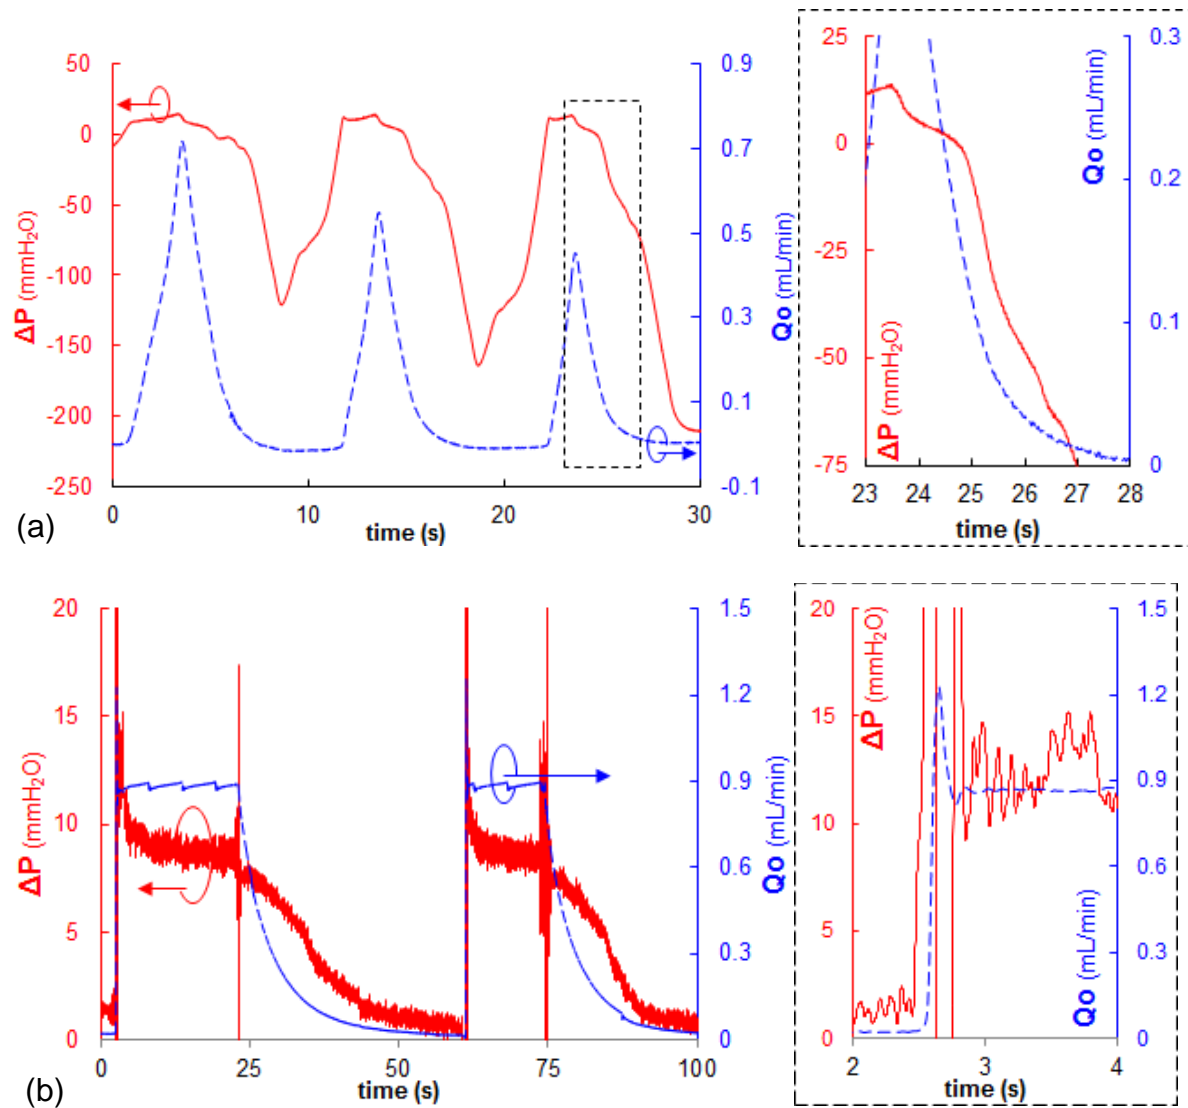 50
0
-50
-100
-150
-200
-250
ΔP (mmH2O)
0.9
0.7
0.5
0.3
0.1
-0.1
Qo (mL/min)
0 10 20 30
time (s)
(a)
25
0
-25
-50
-75
ΔP (mmH2O)
0.3
0.2
0.1
0
Qo (mL/min)
23 24 25 26 27 28
time (s)
20
15
10
5
0
ΔP (mmH2O)
1.5
1.2
0.9
0.6
0.3
0
Qo (mL/min)
0 25 50 75 100
time (s)
(b)
20
15
10
5
0
ΔP (mmH2O)
1.5
1.2
0.9
0.6
0.3
0
Qo (mL/min)
2 3 4
time (s)